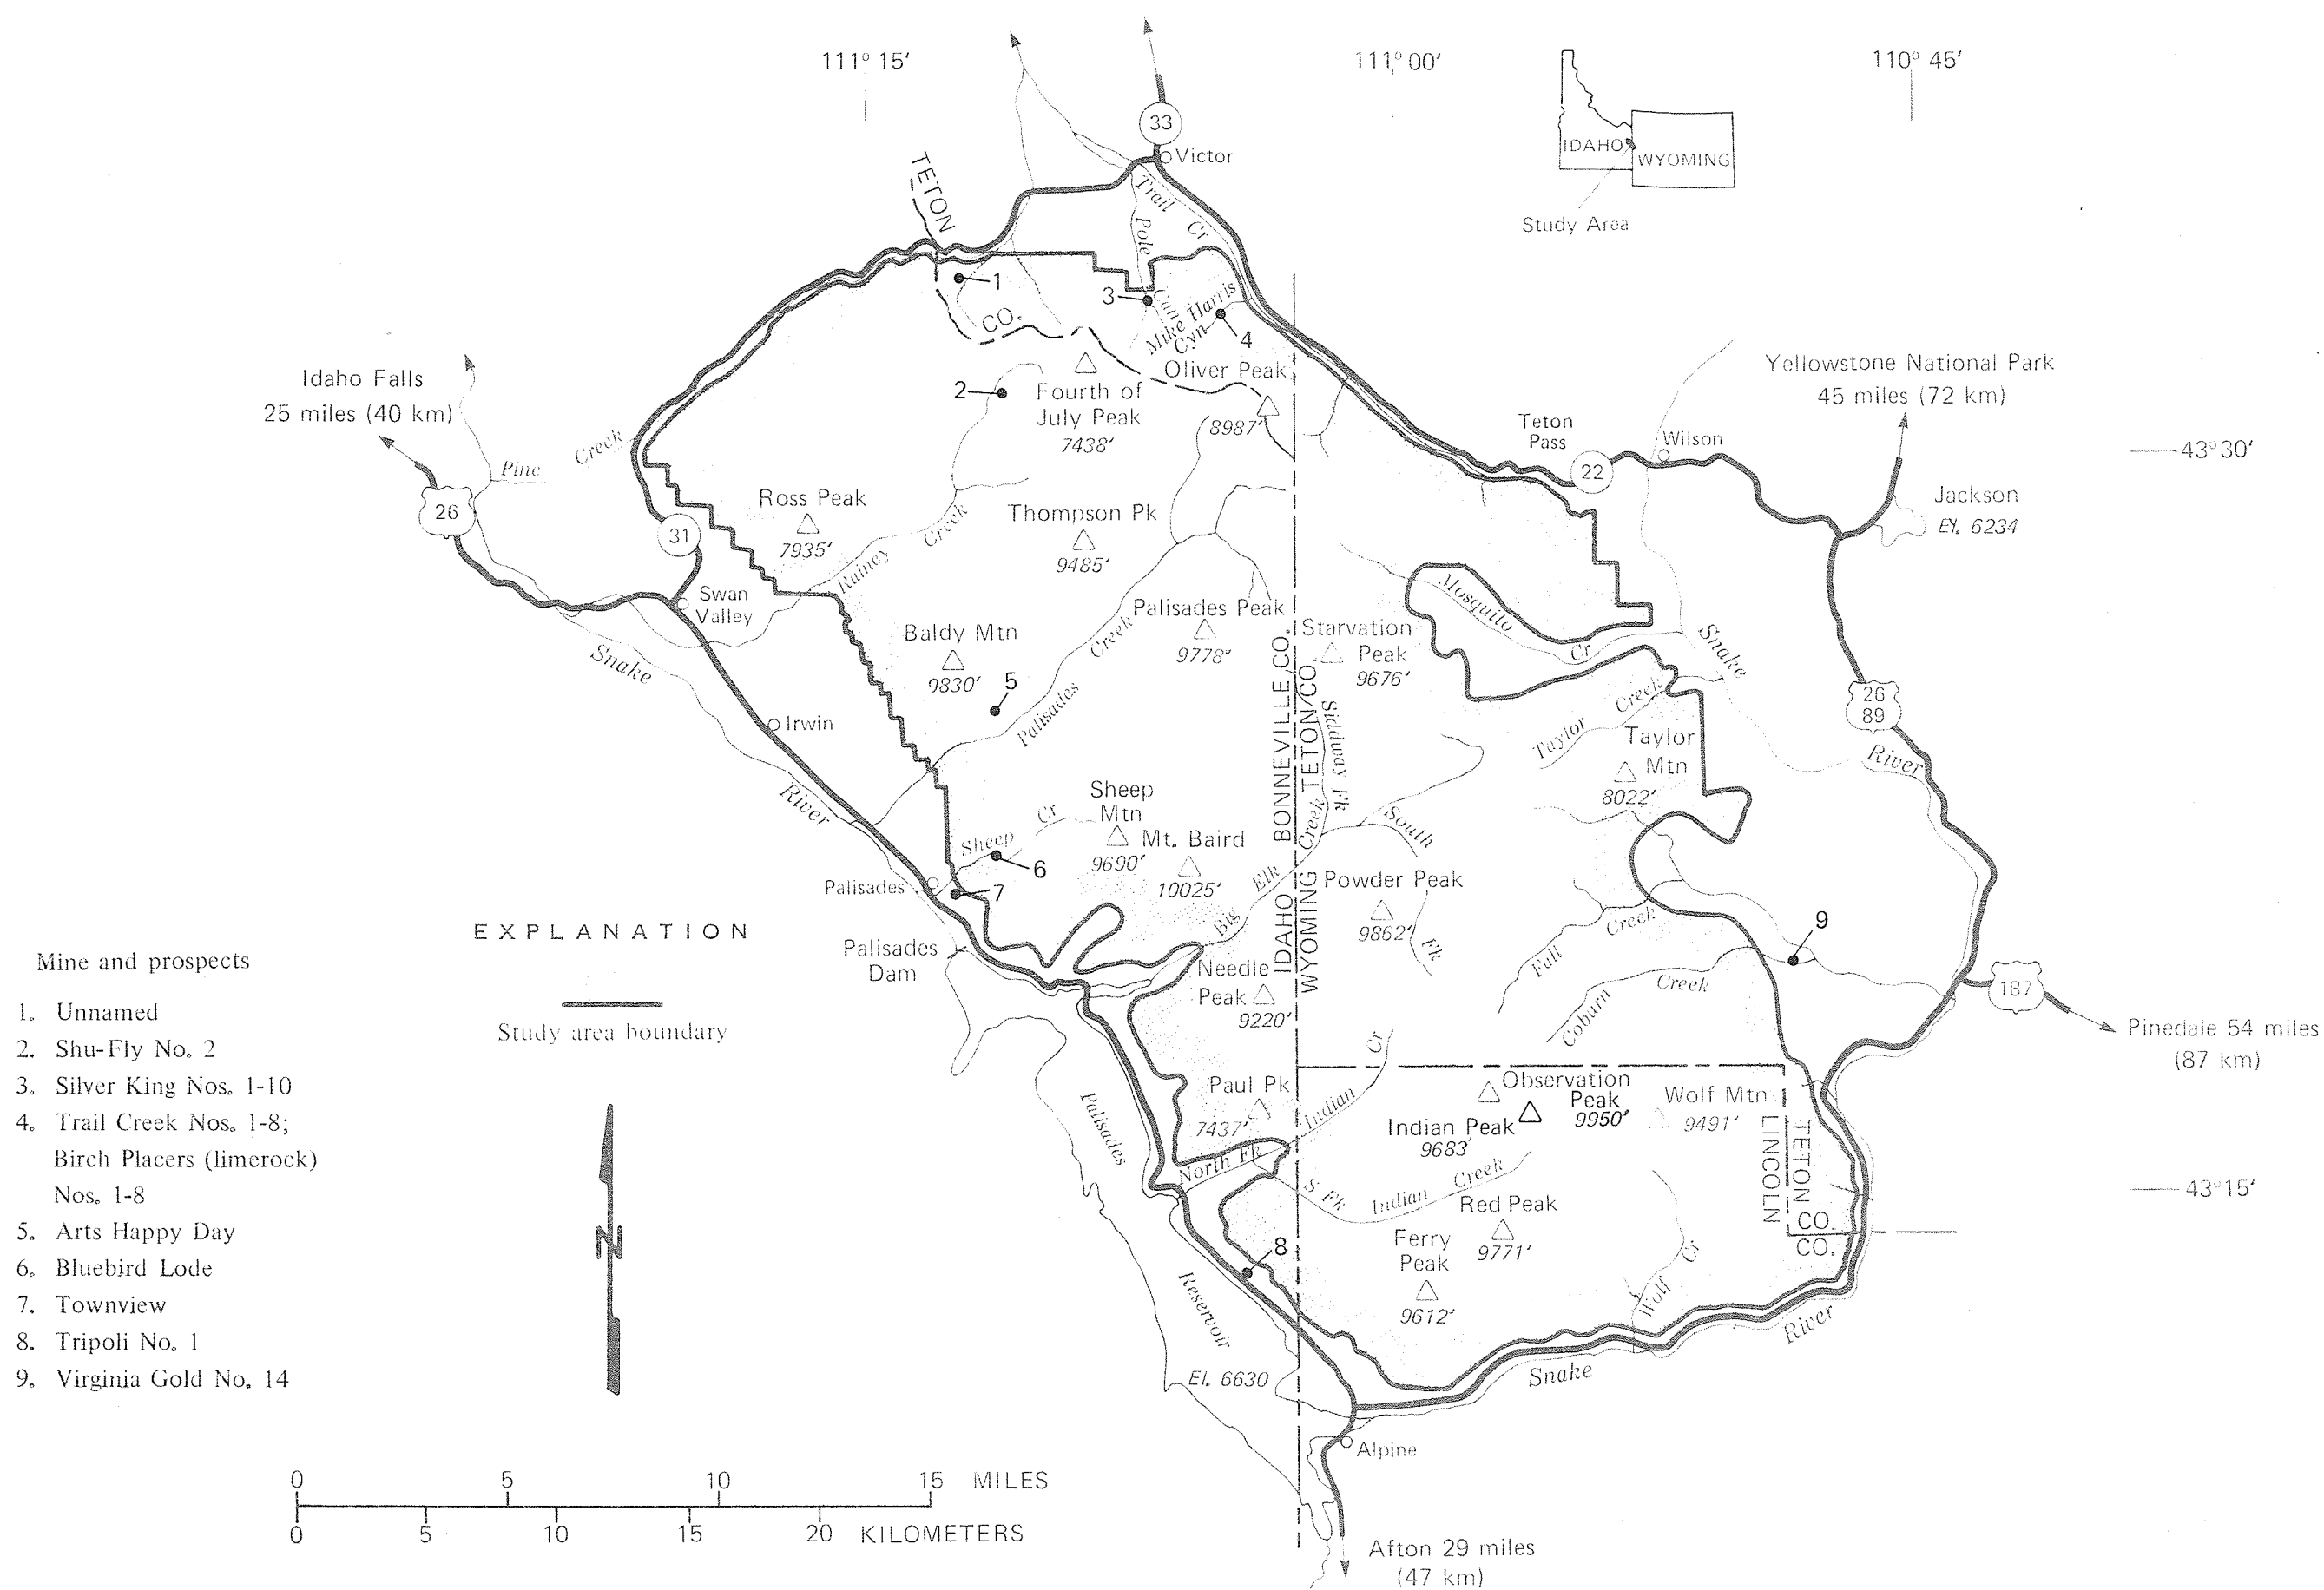 111° 15′
111° 00′
110° 45′
33
Victor
IDAHO
WYOMING
Study Area
TETON
CO.
Trail
Cr
Pole
Can
Mike Harris
Cyn
1
3
4
2
Oliver Peak
8987′
Fourth of
July Peak
7438′
Idaho Falls
25 miles (40 km)
Yellowstone National Park
45 miles (72 km)
Teton
Pass
22
Wilson
43°30′
Jackson
El. 6234
Pine
Creek
26
31
Ross Peak
7935′
Rainey
Creek
Thompson Pk
9485′
Swan
Valley
Snake
River
Palisades Peak
9778′
Palisades
Creek
Baldy Mtn
9830′
5
Starvation
Peak
9676′
Mosquito
Cr
Snake
River
26
89
Irwin
Taylor
Creek
Taylor
Mtn
8022′
BONNEVILLE CO.
TETON CO.
IDAHO
WYOMING
Siddway Fk
South
Fk
Sheep
Mtn
9690′
Sheep
Cr
Mt. Baird
10025′
6
7
Palisades
Palisades
Dam
Big
Elk
Creek
Powder Peak
9862′
Fall
Creek
Coburn
Creek
9
187
Pinedale 54 miles
(87 km)
Needle
Peak
9220′
Paul Pk
7437′
Indian
Cr
Observation
Peak
9950′
Indian Peak
9683′
Wolf Mtn
9491′
LINCOLN
CO.
TETON
CO.
43°15′
North Fk
S Fk
Indian
Creek
Red Peak
9771′
Ferry
Peak
9612′
8
Wolf
Cr
Palisades
Reservoir
El. 6630
Snake
River
Alpine
Afton 29 miles
(47 km)
EXPLANATION
Study area boundary
N
Mine and prospects
1. Unnamed
2. Shu-Fly No. 2
3. Silver King Nos. 1-10
4. Trail Creek Nos. 1-8;
Birch Placers (limerock)
Nos. 1-8
5. Arts Happy Day
6. Bluebird Lode
7. Townview
8. Tripoli No. 1
9. Virginia Gold No. 14
0 5 10 15 MILES
0 5 10 15 20 KILOMETERS